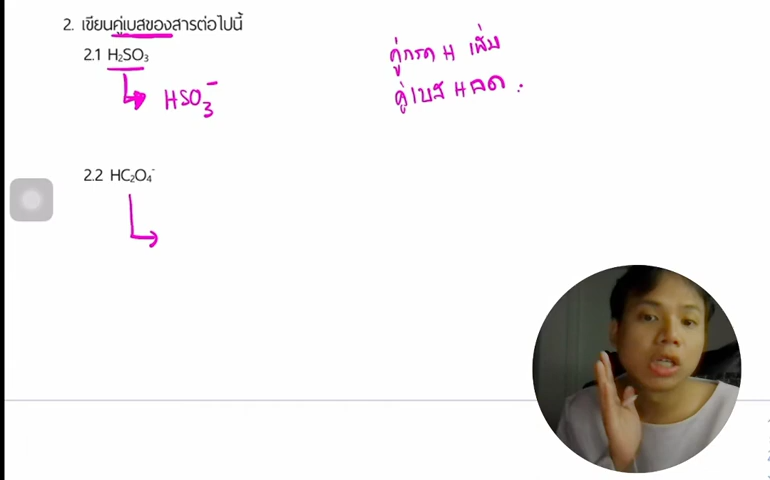 2. เขียนคู่เบสของสารต่อไปนี้
2.1 H₂SO₃
HSO₃⁻
คู่กรด H เพิ่ม
คู่เบส H ลด
2.2 HC₂O₄⁻